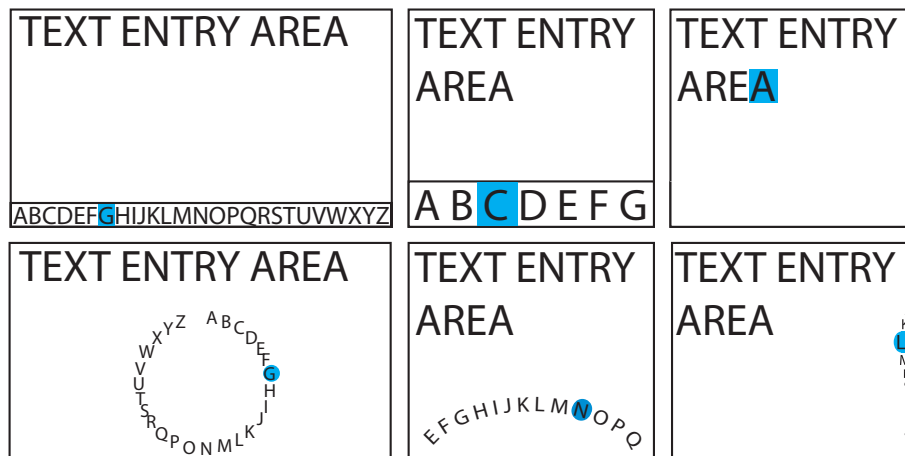 TEXT ENTRY AREA
ABCDEFGHIJKLMNOPQRSTUVWXYZ
TEXT ENTRY
AREA
A B C D E F G
TEXT ENTRY
AREA
TEXT ENTRY AREA
A B C D E F G H I J K L M N O P Q R S T U V W X Y Z
TEXT ENTRY
AREA
E F G H I J K L M N O P Q
TEXT ENTRY
AREA
K
L
M